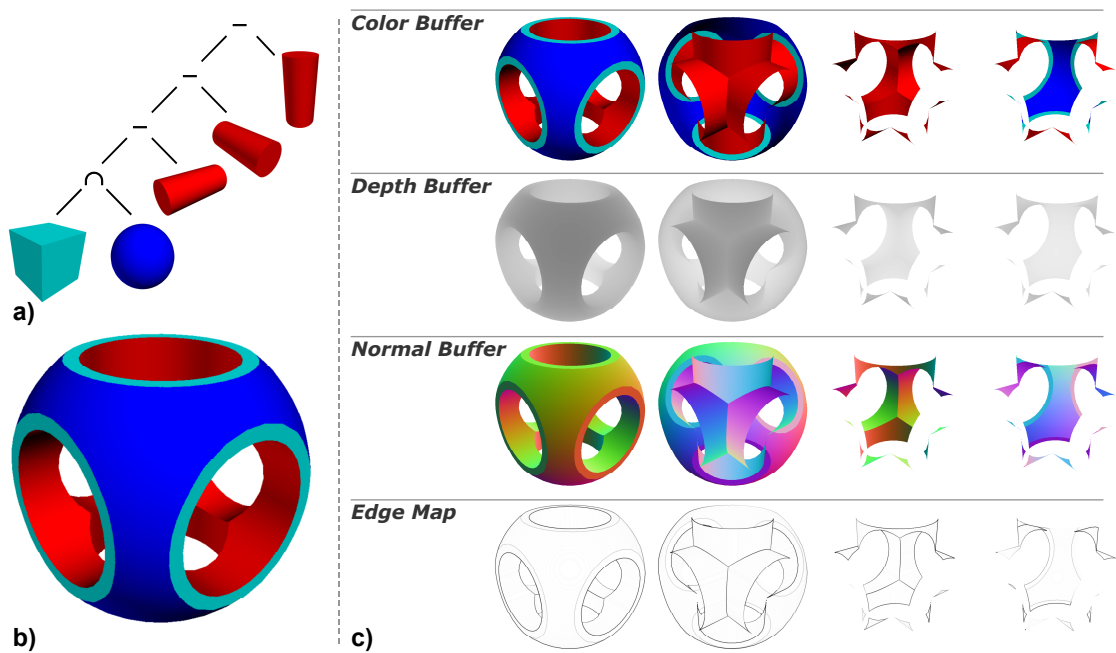 a)
b)
c)
Color Buffer
Depth Buffer
Normal Buffer
Edge Map